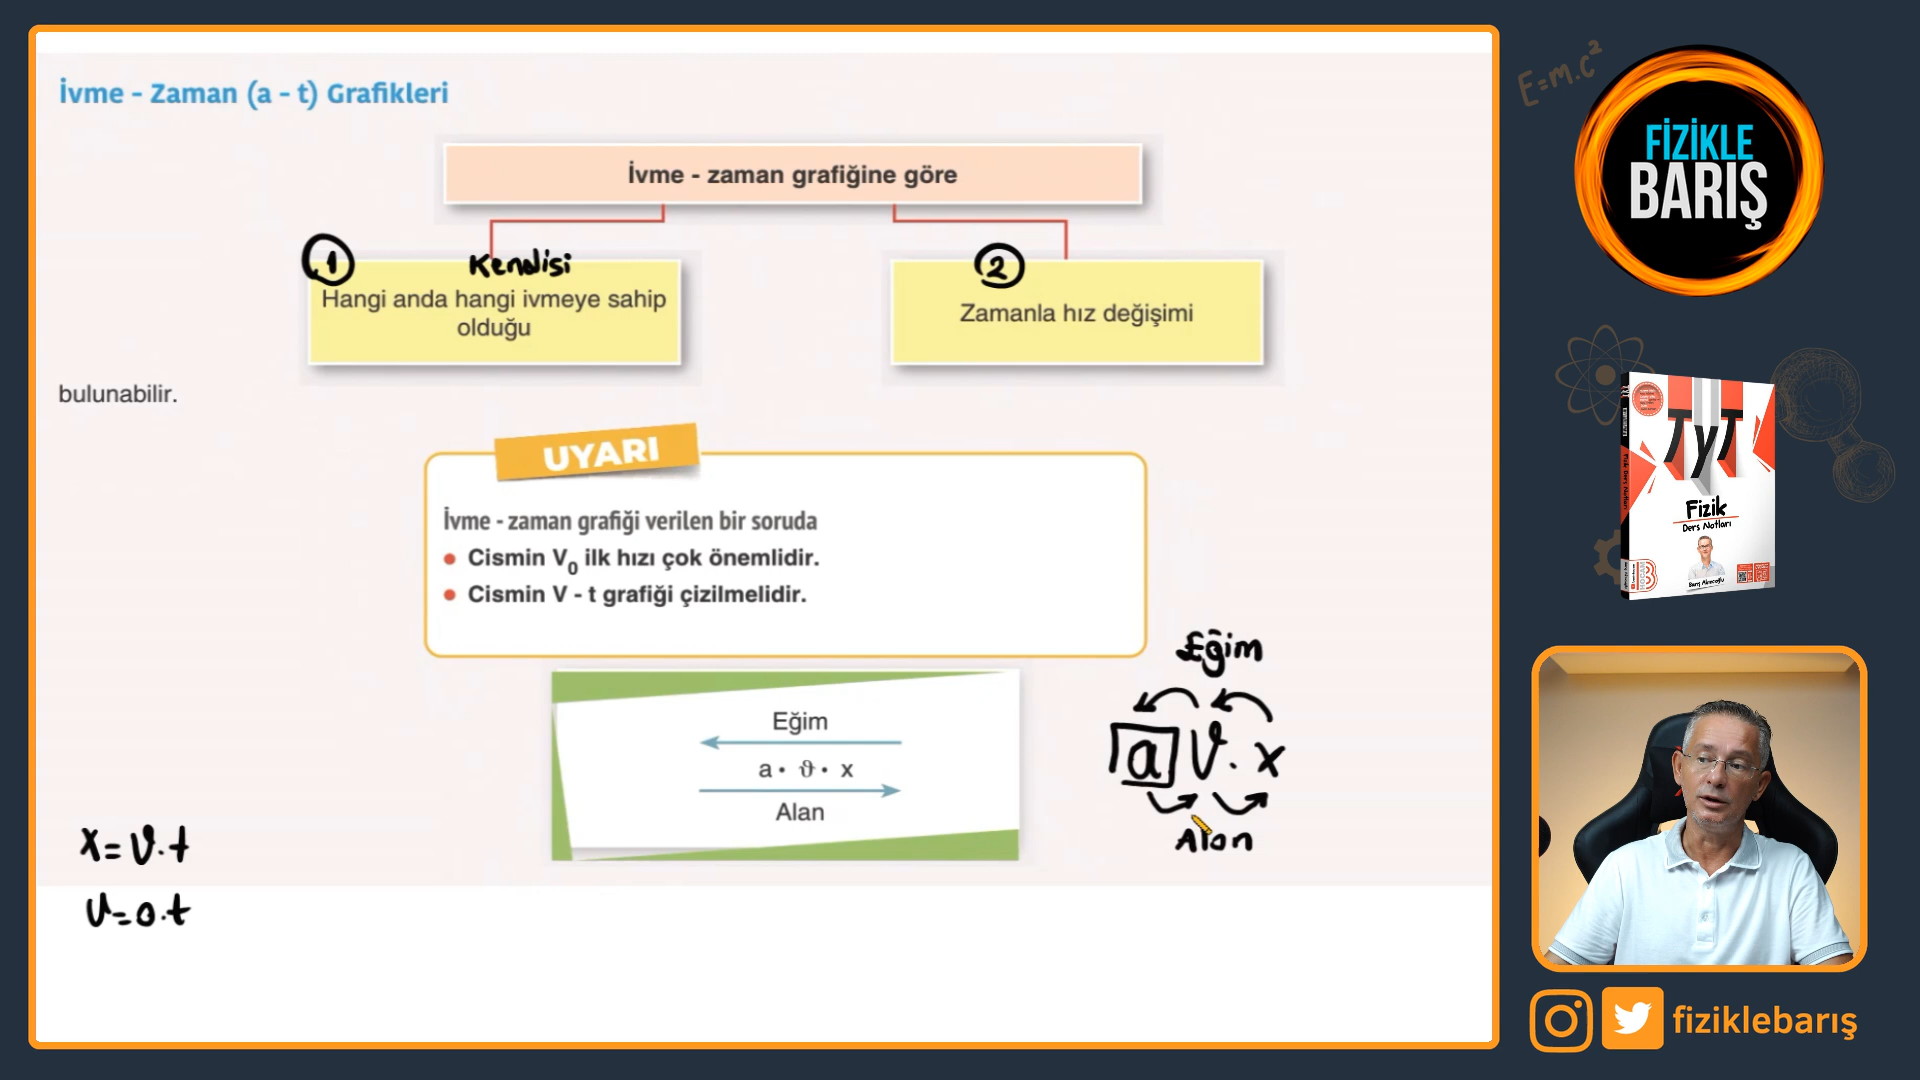 İvme - Zaman (a - t) Grafikleri
İvme - zaman grafiğine göre
1
Kendisi
Hangi anda hangi ivmeye sahip
olduğu
2
Zamanla hız değişimi
bulunabilir.
UYARI
İvme - zaman grafiği verilen bir soruda
• Cismin V₀ ilk hızı çok önemlidir.
• Cismin V - t grafiği çizilmelidir.
Eğim
a • ϑ • x
Alan
Eğim
a ϑ . x
Alan
x = ϑ . t
ϑ = a . t
E=m.c²
FİZİKLE
BARIŞ
TYT
Fizik
Ders Notları
fiziklebarış